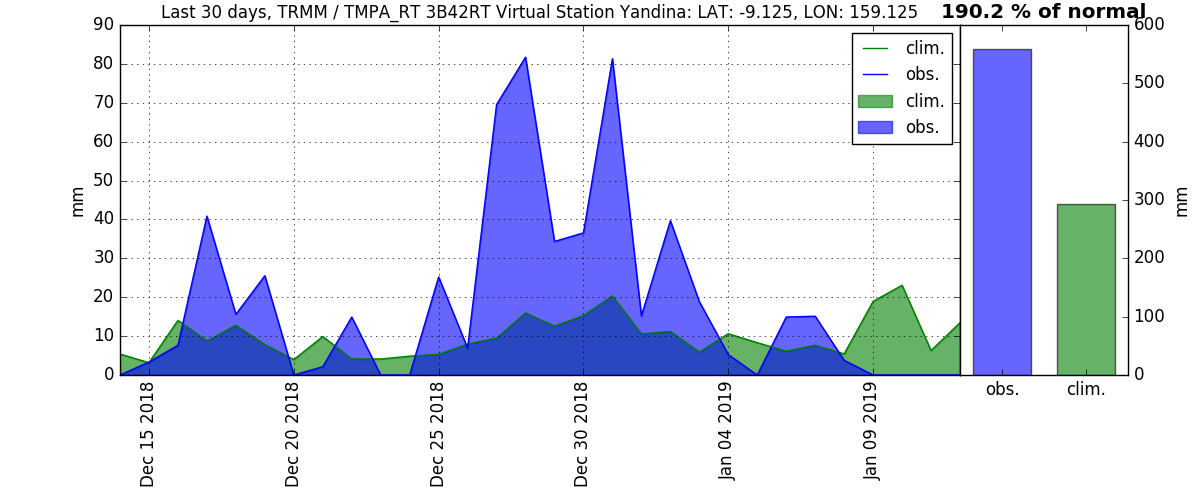 Last 30 days, TRMM / TMPA_RT 3B42RT Virtual Station Yandina: LAT: -9.125, LON: 159.125
190.2 % of normal
90
80
70
60
50
40
30
20
10
0
mm
clim.
obs.
clim.
obs.
600
500
400
300
200
100
0
mm
Dec 15 2018
Dec 20 2018
Dec 25 2018
Dec 30 2018
Jan 04 2019
Jan 09 2019
obs.
clim.